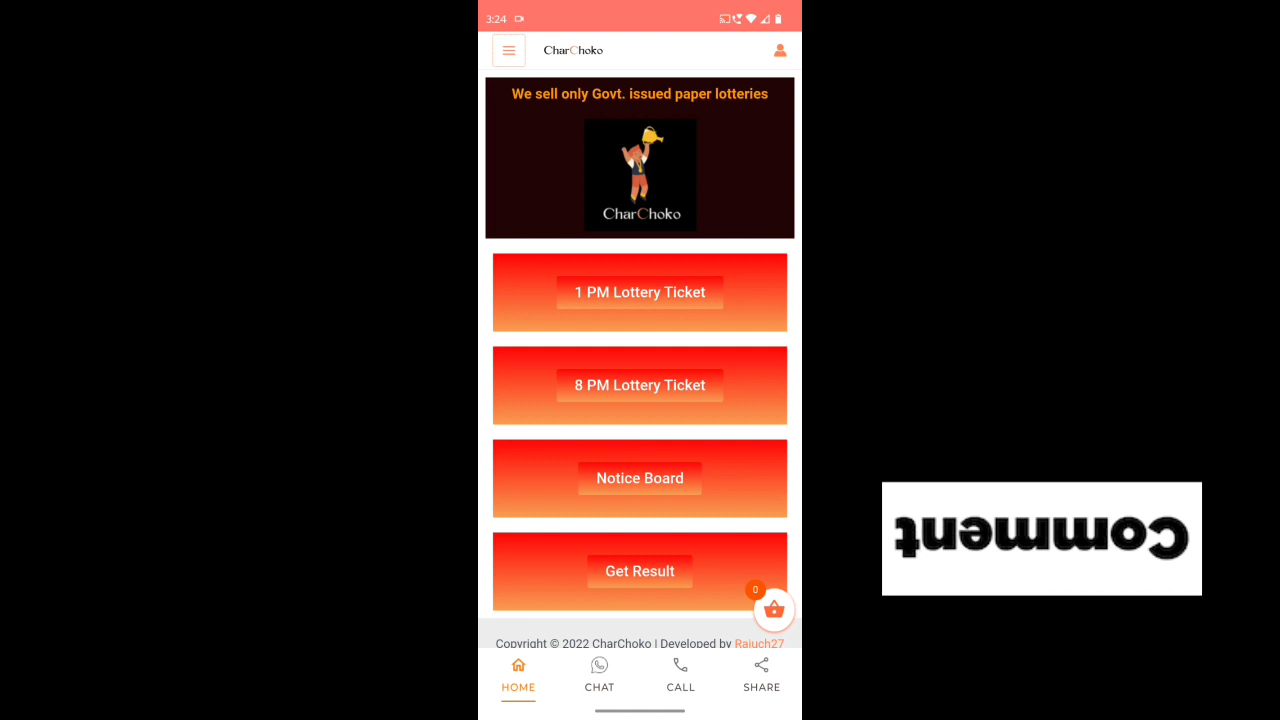 3:24
CharChoko
We sell only Govt. issued paper lotteries
CharChoko
1 PM Lottery Ticket
8 PM Lottery Ticket
Notice Board
Get Result
0
Copyright © 2022 CharChoko | Developed by Rajuch27
HOME CHAT CALL SHARE
Comment